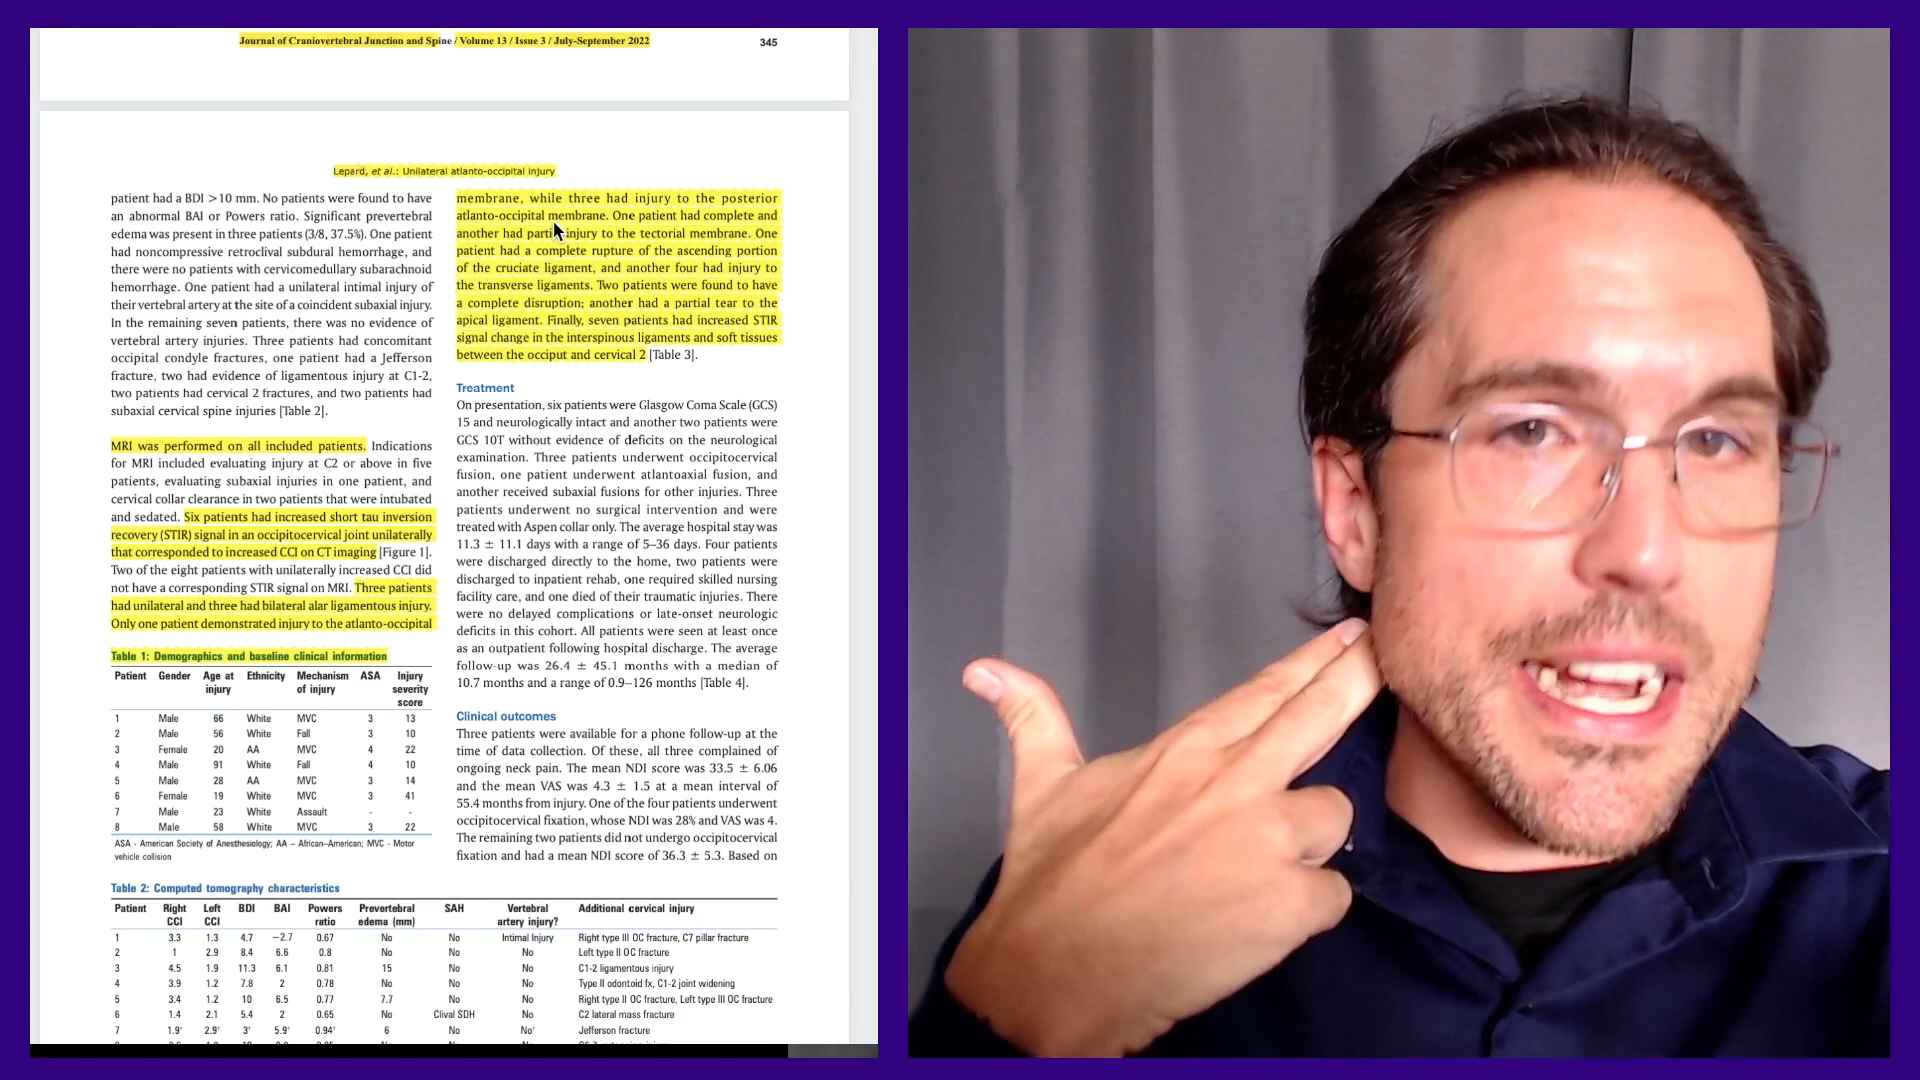 Journal of Craniovertebral Junction and Spine / Volume 13 / Issue 3 / July-September 2022
345
Lepard, et al.: Unilateral atlanto-occipital injury
patient had a BDI >10 mm. No patients were found to have
an abnormal BAI or Powers ratio. Significant prevertebral
edema was present in three patients (3/8, 37.5%). One patient
had noncompressive retroclival subdural hemorrhage, and
there were no patients with cervicomedullary subarachnoid
hemorrhage. One patient had a unilateral intimal injury of
their vertebral artery at the site of a coincident subaxial injury.
In the remaining seven patients, there was no evidence of
vertebral artery injuries. Three patients had concomitant
occipital condyle fractures, one patient had a Jefferson
fracture, two had evidence of ligamentous injury at C1-2,
two patients had cervical 2 fractures, and two patients had
subaxial cervical spine injuries [Table 2].
MRI was performed on all included patients. Indications
for MRI included evaluating injury at C2 or above in five
patients, evaluating subaxial injuries in one patient, and
cervical collar clearance in two patients that were intubated
and sedated. Six patients had increased short tau inversion
recovery (STIR) signal in an occipitocervical joint unilaterally
that corresponded to increased CCI on CT imaging [Figure 1].
Two of the eight patients with unilaterally increased CCI did
not have a corresponding STIR signal on MRI. Three patients
had unilateral and three had bilateral alar ligamentous injury.
Only one patient demonstrated injury to the atlanto-occipital
membrane, while three had injury to the posterior
atlanto-occipital membrane. One patient had complete and
another had partial injury to the tectorial membrane. One
patient had a complete rupture of the ascending portion
of the cruciate ligament, and another four had injury to
the transverse ligaments. Two patients were found to have
a complete disruption; another had a partial tear to the
apical ligament. Finally, seven patients had increased STIR
signal change in the interspinous ligaments and soft tissues
between the occiput and cervical 2 [Table 3].
Treatment
On presentation, six patients were Glasgow Coma Scale (GCS)
15 and neurologically intact and another two patients were
GCS 10T without evidence of deficits on the neurological
examination. Three patients underwent occipitocervical
fusion, one patient underwent atlantoaxial fusion, and
another received subaxial fusions for other injuries. Three
patients underwent no surgical intervention and were
treated with Aspen collar only. The average hospital stay was
11.3 ± 11.1 days with a range of 5–36 days. Four patients
were discharged directly to the home, two patients were
discharged to inpatient rehab, one required skilled nursing
facility care, and one died of their traumatic injuries. There
were no delayed complications or late-onset neurologic
deficits in this cohort. All patients were seen at least once
as an outpatient following hospital discharge. The average
follow-up was 26.4 ± 45.1 months with a median of
10.7 months and a range of 0.9–126 months [Table 4].
Clinical outcomes
Three patients were available for a phone follow-up at the
time of data collection. Of these, all three complained of
ongoing neck pain. The mean NDI score was 33.5 ± 6.06
and the mean VAS was 4.3 ± 1.5 at a mean interval of
55.4 months from injury. One of the four patients underwent
occipitocervical fixation, whose NDI was 28% and VAS was 4.
The remaining two patients did not undergo occipitocervical
fixation and had a mean NDI score of 36.3 ± 5.3. Based on
Table 1: Demographics and baseline clinical information
Patient Gender Age at injury Ethnicity Mechanism of injury ASA Injury severity score
1 Male 66 White MVC 3 13
2 Male 56 White Fall 3 10
3 Female 20 AA MVC 4 22
4 Male 91 White Fall 4 10
5 Male 28 AA MVC 3 14
6 Female 19 White MVC 3 41
7 Male 23 White Assault - -
8 Male 58 White MVC 3 22
ASA - American Society of Anesthesiology; AA – African–American; MVC - Motor
vehicle collision
Table 2: Computed tomography characteristics
Patient Right CCI Left CCI BDI BAI Powers ratio Prevertebral edema (mm) SAH Vertebral artery injury? Additional cervical injury
1 3.3 1.3 4.7 −2.7 0.67 No No Intimal Injury Right type III OC fracture, C7 pillar fracture
2 1 2.9 8.4 6.6 0.8 No No No Left type II OC fracture
3 4.5 1.9 11.3 6.1 0.81 15 No No C1-2 ligamentous injury
4 3.9 1.2 7.8 2 0.78 No No No Type II odontoid fx, C1-2 joint widening
5 3.4 1.2 10 6.5 0.77 7.7 No No Right type II OC fracture, Left type III OC fracture
6 1.4 2.1 5.4 2 0.65 No Clival SDH No C2 lateral mass fracture
7 1.9† 2.9† 3† 5.9† 0.94† 6 No No† Jefferson fracture